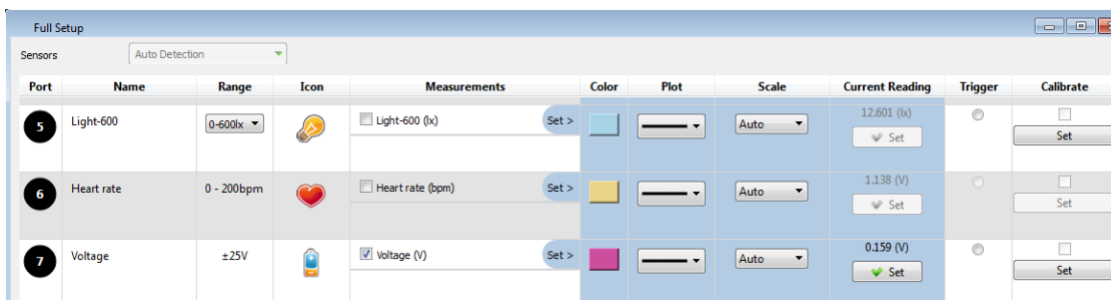 Full Setup
Sensors Auto Detection
Port Name Range Icon Measurements Color Plot Scale Current Reading Trigger Calibrate
5 Light-600 0-600lx Light-600 (lx) Set > Auto 12.601 (lx) Set Set
6 Heart rate 0 - 200bpm Heart rate (bpm) Set > Auto 1.138 (V) Set Set
7 Voltage ±25V Voltage (V) Set > Auto 0.159 (V) Set Set